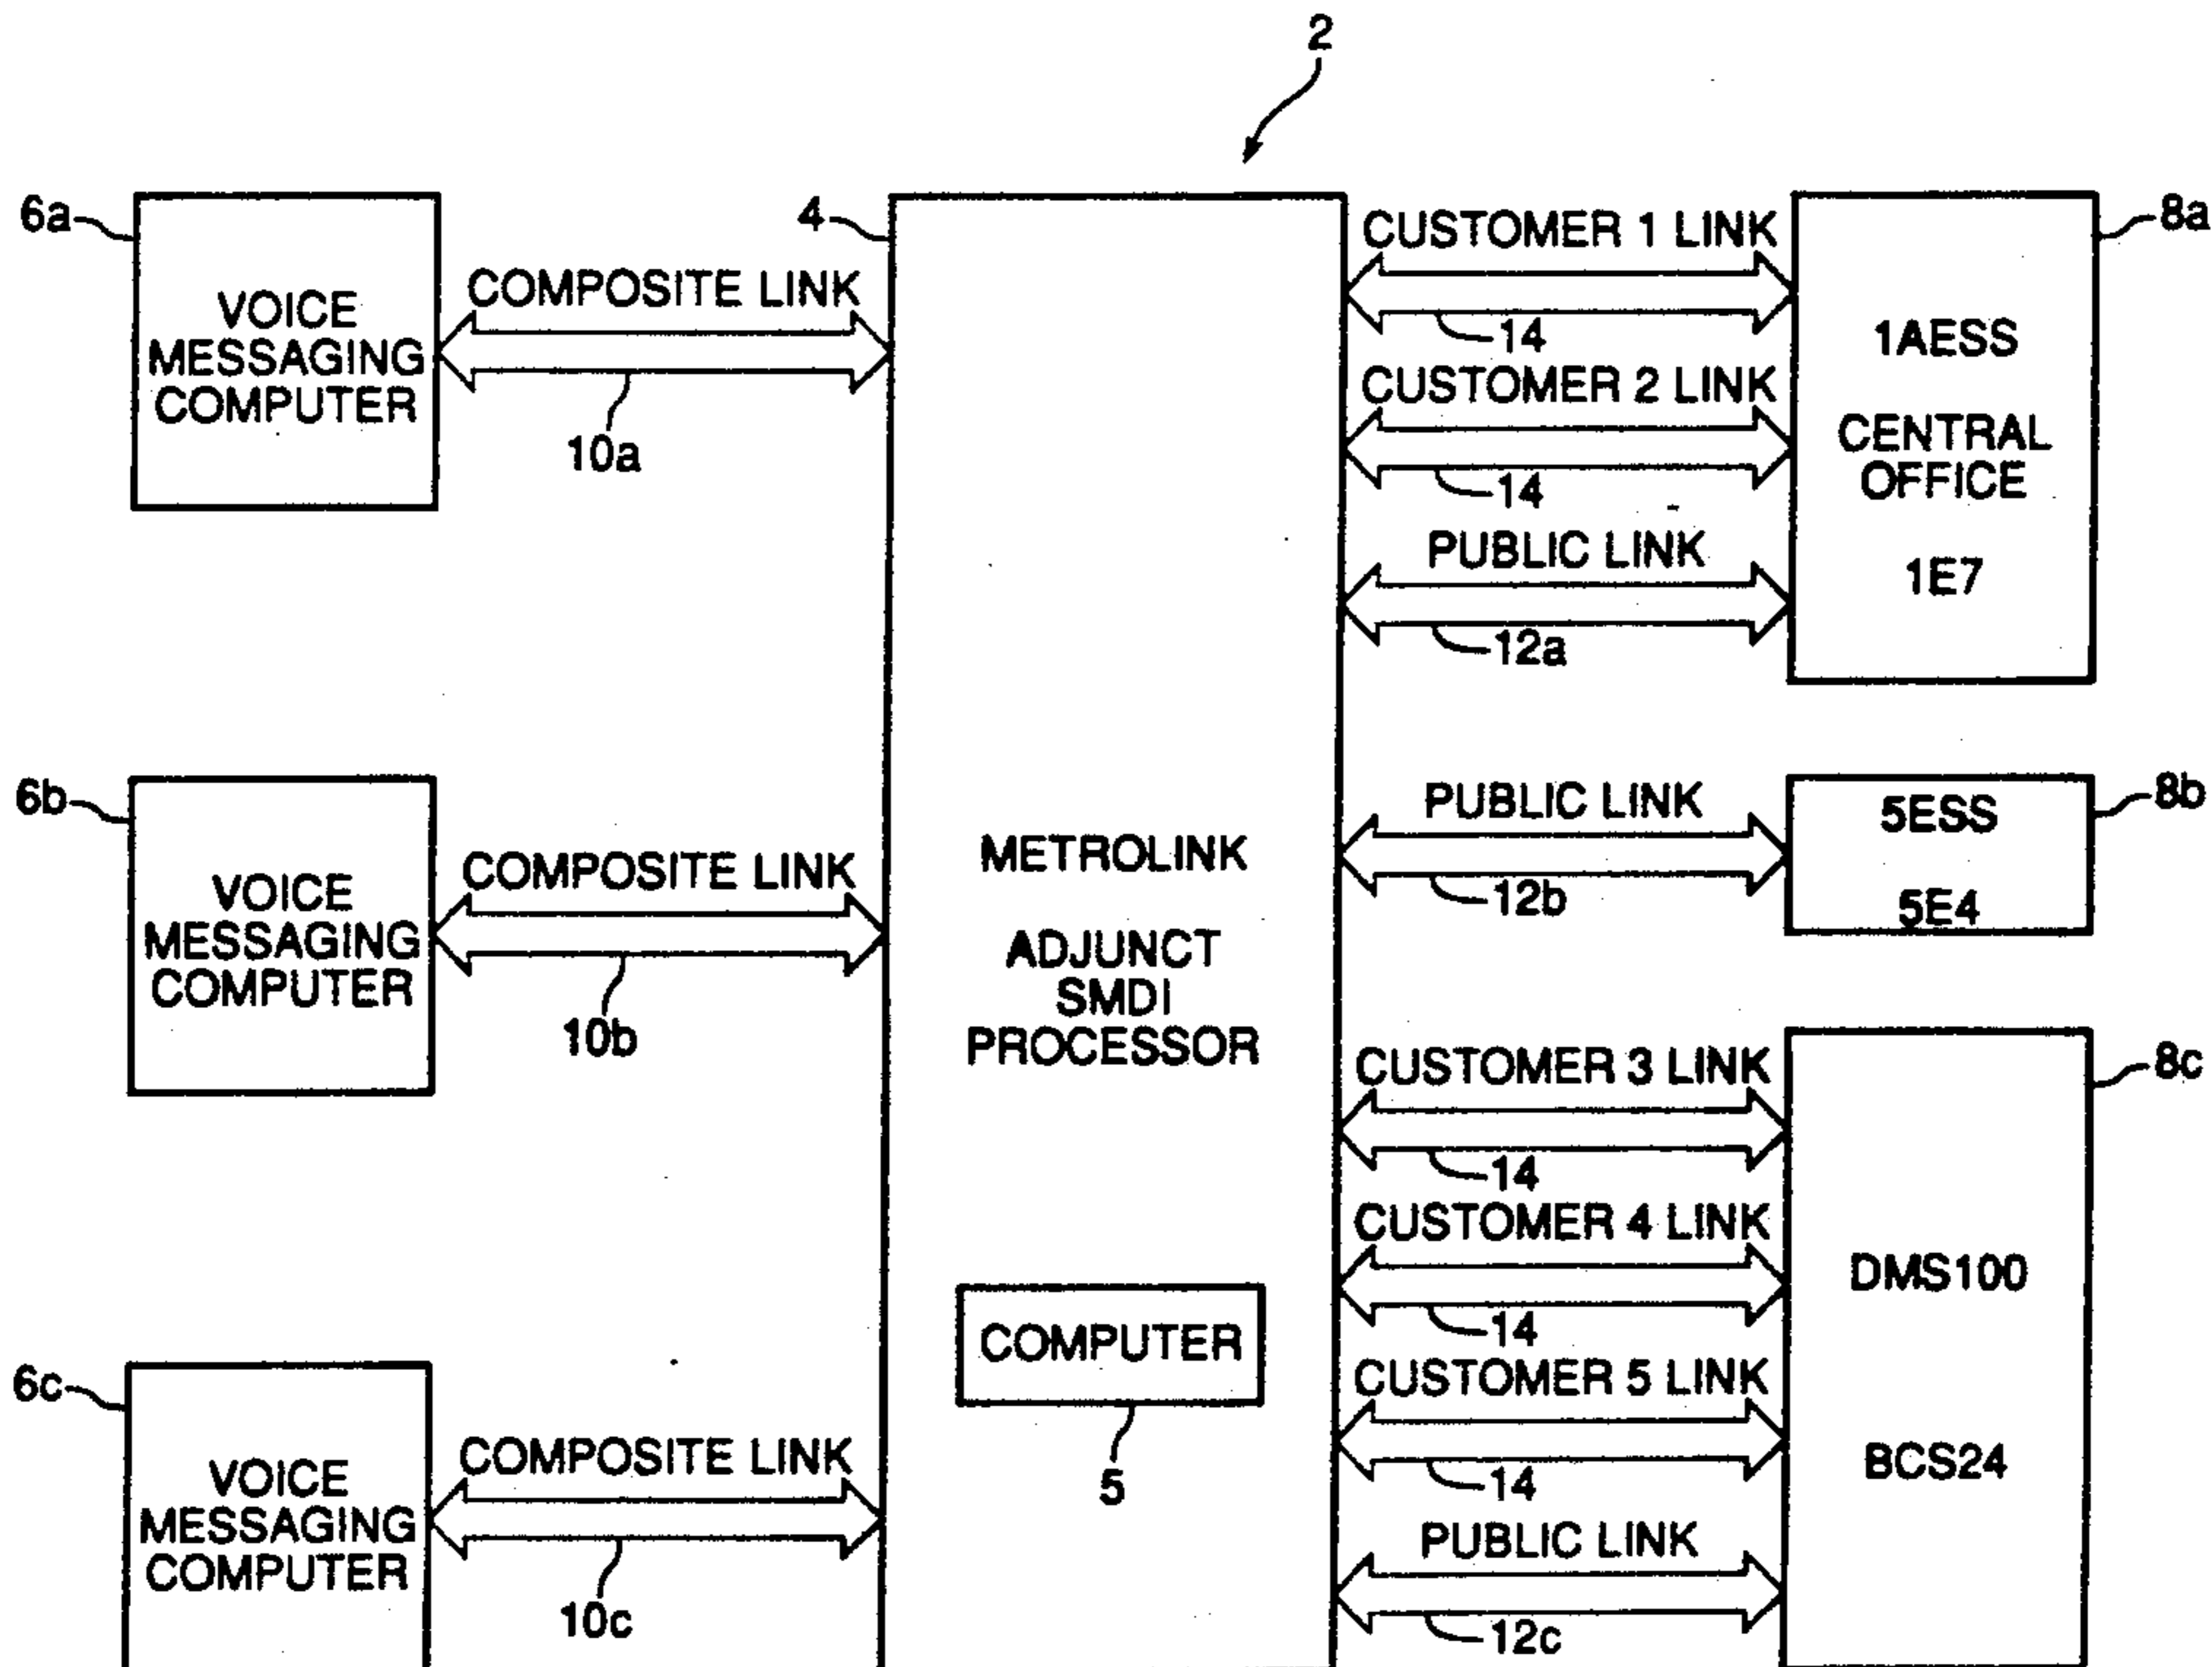 2
6a
VOICE
MESSAGING
COMPUTER
COMPOSITE LINK
10a
6b
VOICE
MESSAGING
COMPUTER
COMPOSITE LINK
10b
6c
VOICE
MESSAGING
COMPUTER
COMPOSITE LINK
10c
4
METROLINK
ADJUNCT
SMDI
PROCESSOR
COMPUTER
5
CUSTOMER 1 LINK
14
CUSTOMER 2 LINK
14
PUBLIC LINK
12a
8a
1AESS
CENTRAL
OFFICE
1E7
PUBLIC LINK
12b
8b
5ESS
5E4
CUSTOMER 3 LINK
14
CUSTOMER 4 LINK
14
CUSTOMER 5 LINK
14
PUBLIC LINK
12c
8c
DMS100
BCS24